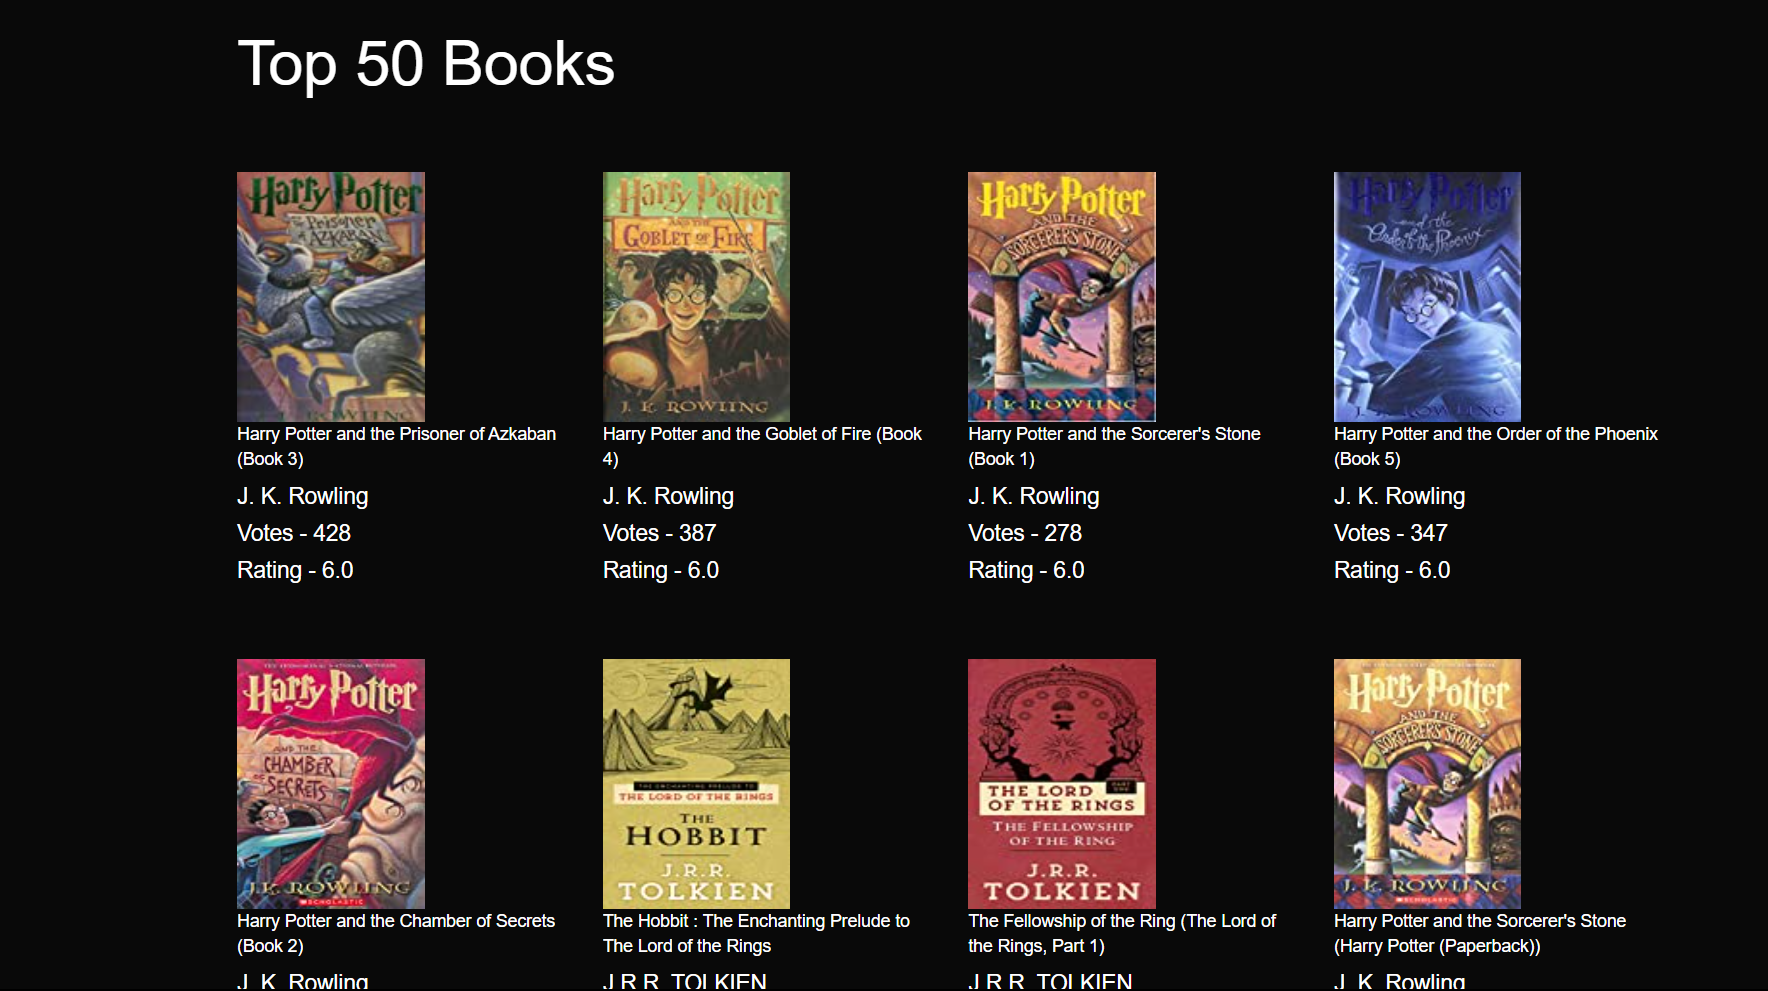 Top 50 Books
Harry Potter
Prisoner
of AZKABAN
J. K. ROWLING
Harry Potter and the Prisoner of Azkaban
(Book 3)
J. K. Rowling
Votes - 428
Rating - 6.0
Harry Potter
AND THE
GOBLET OF FIRE
J. K. ROWLING
Harry Potter and the Goblet of Fire (Book
4)
J. K. Rowling
Votes - 387
Rating - 6.0
Harry Potter
AND THE
SORCERER'S STONE
J. K. ROWLING
Harry Potter and the Sorcerer's Stone
(Book 1)
J. K. Rowling
Votes - 278
Rating - 6.0
Harry Potter
and the
Order of the Phoenix
J. K. ROWLING
Harry Potter and the Order of the Phoenix
(Book 5)
J. K. Rowling
Votes - 347
Rating - 6.0
Harry Potter
AND THE
CHAMBER
OF SECRETS
J. K. ROWLING
SCHOLASTIC
Harry Potter and the Chamber of Secrets
(Book 2)
J. K. Rowling
THE ENCHANTING PRELUDE TO
THE LORD OF THE RINGS
THE
HOBBIT
J.R.R.
TOLKIEN
The Hobbit : The Enchanting Prelude to
The Lord of the Rings
J.R.R. TOLKIEN
THE LORD
OF THE RINGS
PART
ONE
THE FELLOWSHIP
OF THE RING
J.R.R.
TOLKIEN
The Fellowship of the Ring (The Lord of
the Rings, Part 1)
J.R.R. TOLKIEN
Harry Potter
AND THE
SORCERER'S STONE
J. K. ROWLING
SCHOLASTIC
Harry Potter and the Sorcerer's Stone
(Harry Potter (Paperback))
J. K. Rowling